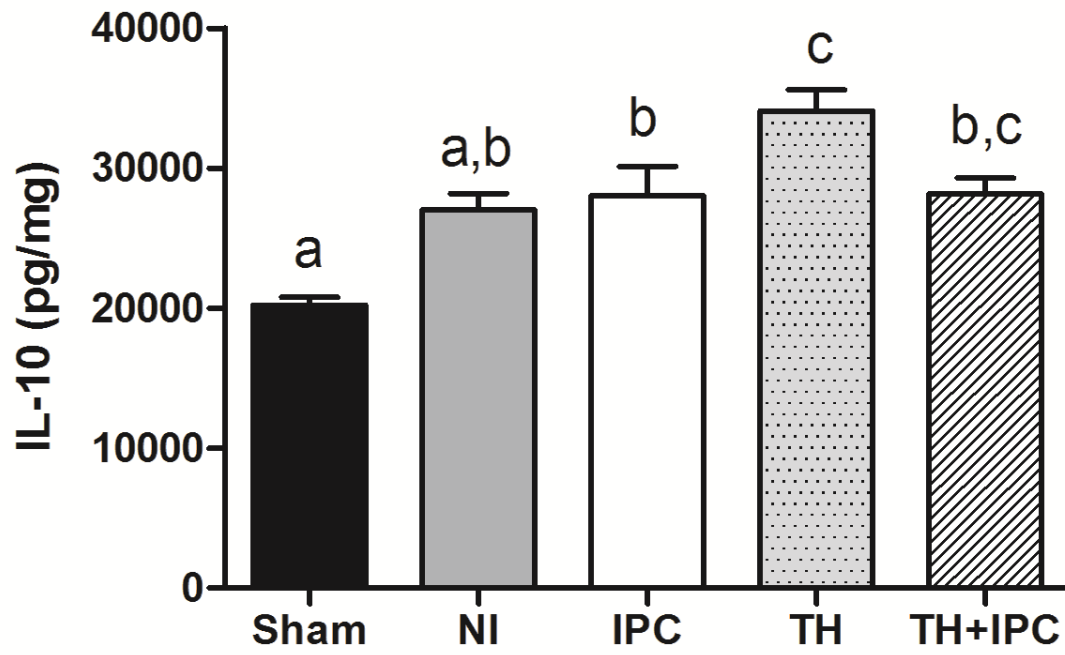 IL-10 (pg/mg)
40000
30000
20000
10000
0
a
a,b
b
c
b,c
Sham
NI
IPC
TH
TH+IPC